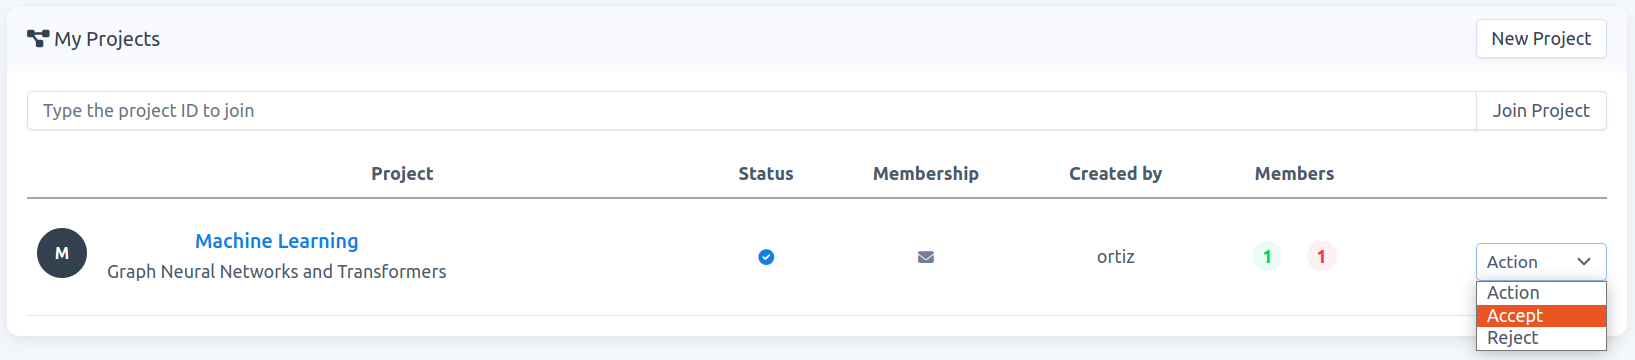 My Projects
New Project
Type the project ID to join
Join Project
Project Status Membership Created by Members
M
Machine Learning
Graph Neural Networks and Transformers
ortiz
1 1
Action
Action
Accept
Reject